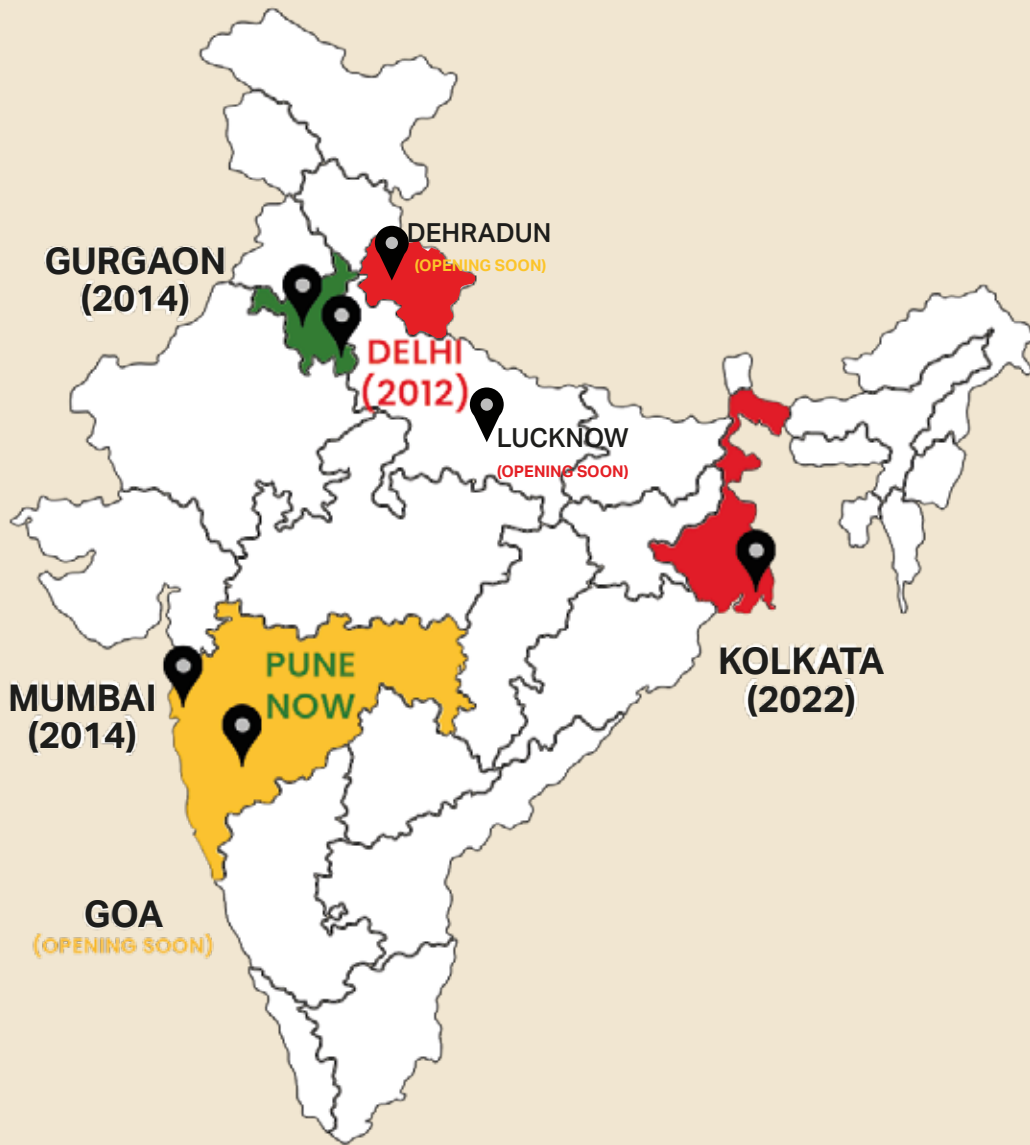 DEHRADUN
(OPENING SOON)
GURGAON
(2014)
DELHI
(2012)
LUCKNOW
(OPENING SOON)
PUNE
NOW
KOLKATA
(2022)
MUMBAI
(2014)
GOA
(OPENING SOON)